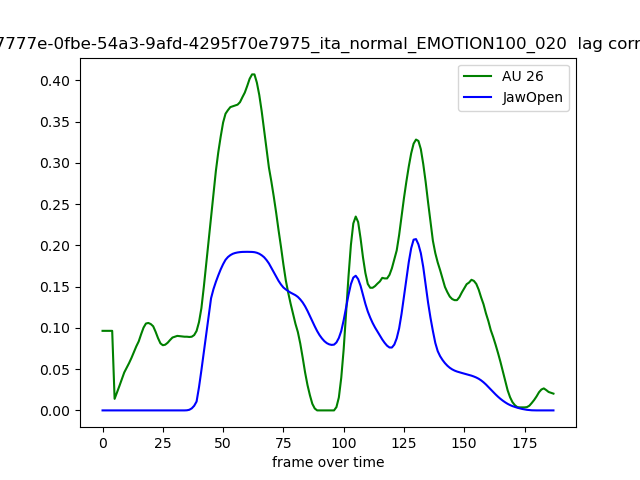 7777e-0fbe-54a3-9afd-4295f70e7975_ita_normal_EMOTION100_020 lag corr
AU 26
JawOpen
0.40
0.35
0.30
0.25
0.20
0.15
0.10
0.05
0.00
0 25 50 75 100 125 150 175
frame over time